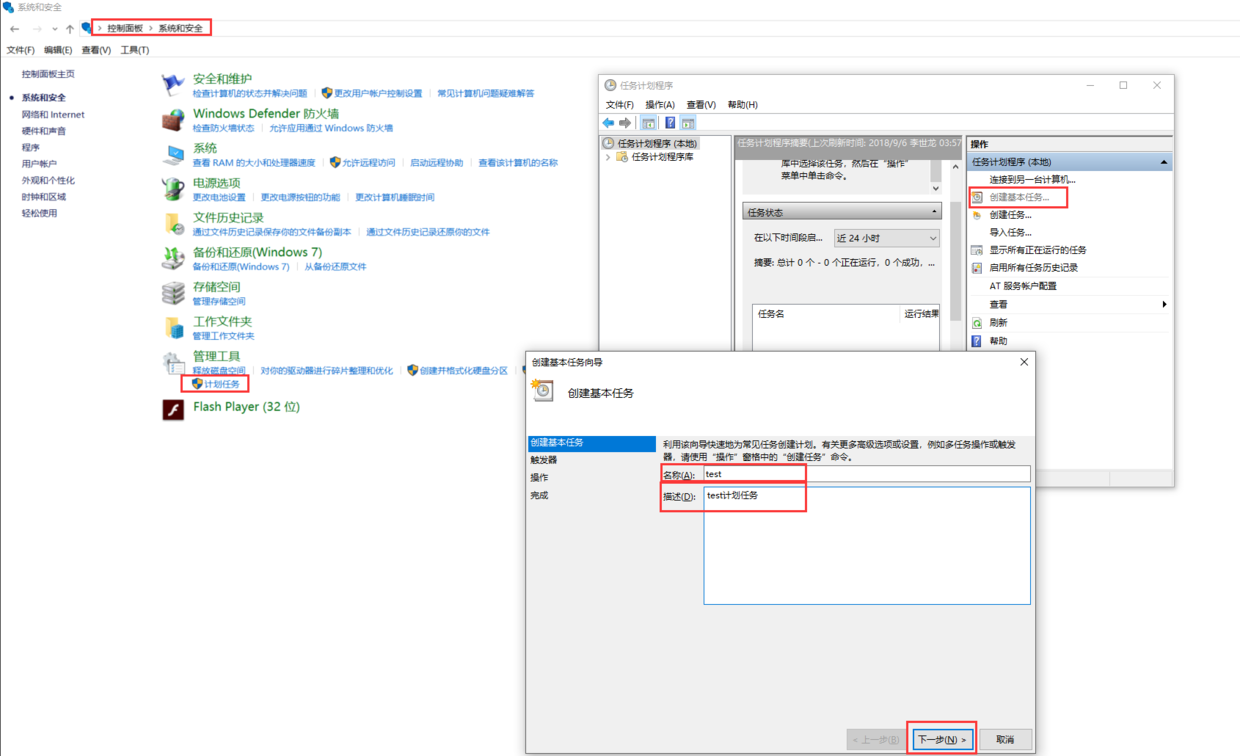 系统和安全
控制面板 > 系统和安全
文件(F) 编辑(E) 查看(V) 工具(T)
控制面板主页
系统和安全
网络和 Internet
硬件和声音
程序
用户帐户
外观和个性化
时钟和区域
轻松使用
安全和维护
检查计算机的状态并解决问题 更改用户帐户控制设置 常见计算机问题疑难解答
Windows Defender 防火墙
检查防火墙状态 允许应用通过 Windows 防火墙
系统
查看 RAM 的大小和处理器速度 允许远程访问 启动远程协助 查看该计算机的名称
电源选项
更改电池设置 更改电源按钮的功能 更改计算机睡眠时间
文件历史记录
通过文件历史记录保存你的文件备份副本 通过文件历史记录还原你的文件
备份和还原(Windows 7)
备份和还原(Windows 7) 从备份还原文件
存储空间
管理存储空间
工作文件夹
管理工作文件夹
管理工具
释放磁盘空间 对你的驱动器进行碎片整理和优化 创建并格式化硬盘分区
计划任务
Flash Player (32 位)
任务计划程序
文件(F) 操作(A) 查看(V) 帮助(H)
任务计划程序 (本地)
任务计划程序库
任务计划程序摘要(上次刷新时间: 2018/9/6 李世龙 03:57
库中选择该任务，然后在“操作”
菜单中单击命令。
任务状态
在以下时间段启... 近 24 小时
摘要: 总计 0 个 - 0 个正在运行，0 个成功，...
任务名 运行结果
操作
任务计划程序 (本地)
连接到另一台计算机...
创建基本任务...
创建任务...
导入任务...
显示所有正在运行的任务
启用所有任务历史记录
AT 服务帐户配置
查看
刷新
帮助
创建基本任务向导
创建基本任务
创建基本任务
触发器
操作
完成
利用该向导快速地为常见任务创建计划。有关更多高级选项或设置，例如多任务操作或触发
器，请使用“操作”窗格中的“创建任务”命令。
名称(A): test
描述(D): test计划任务
< 上一步(B) 下一步(N) > 取消